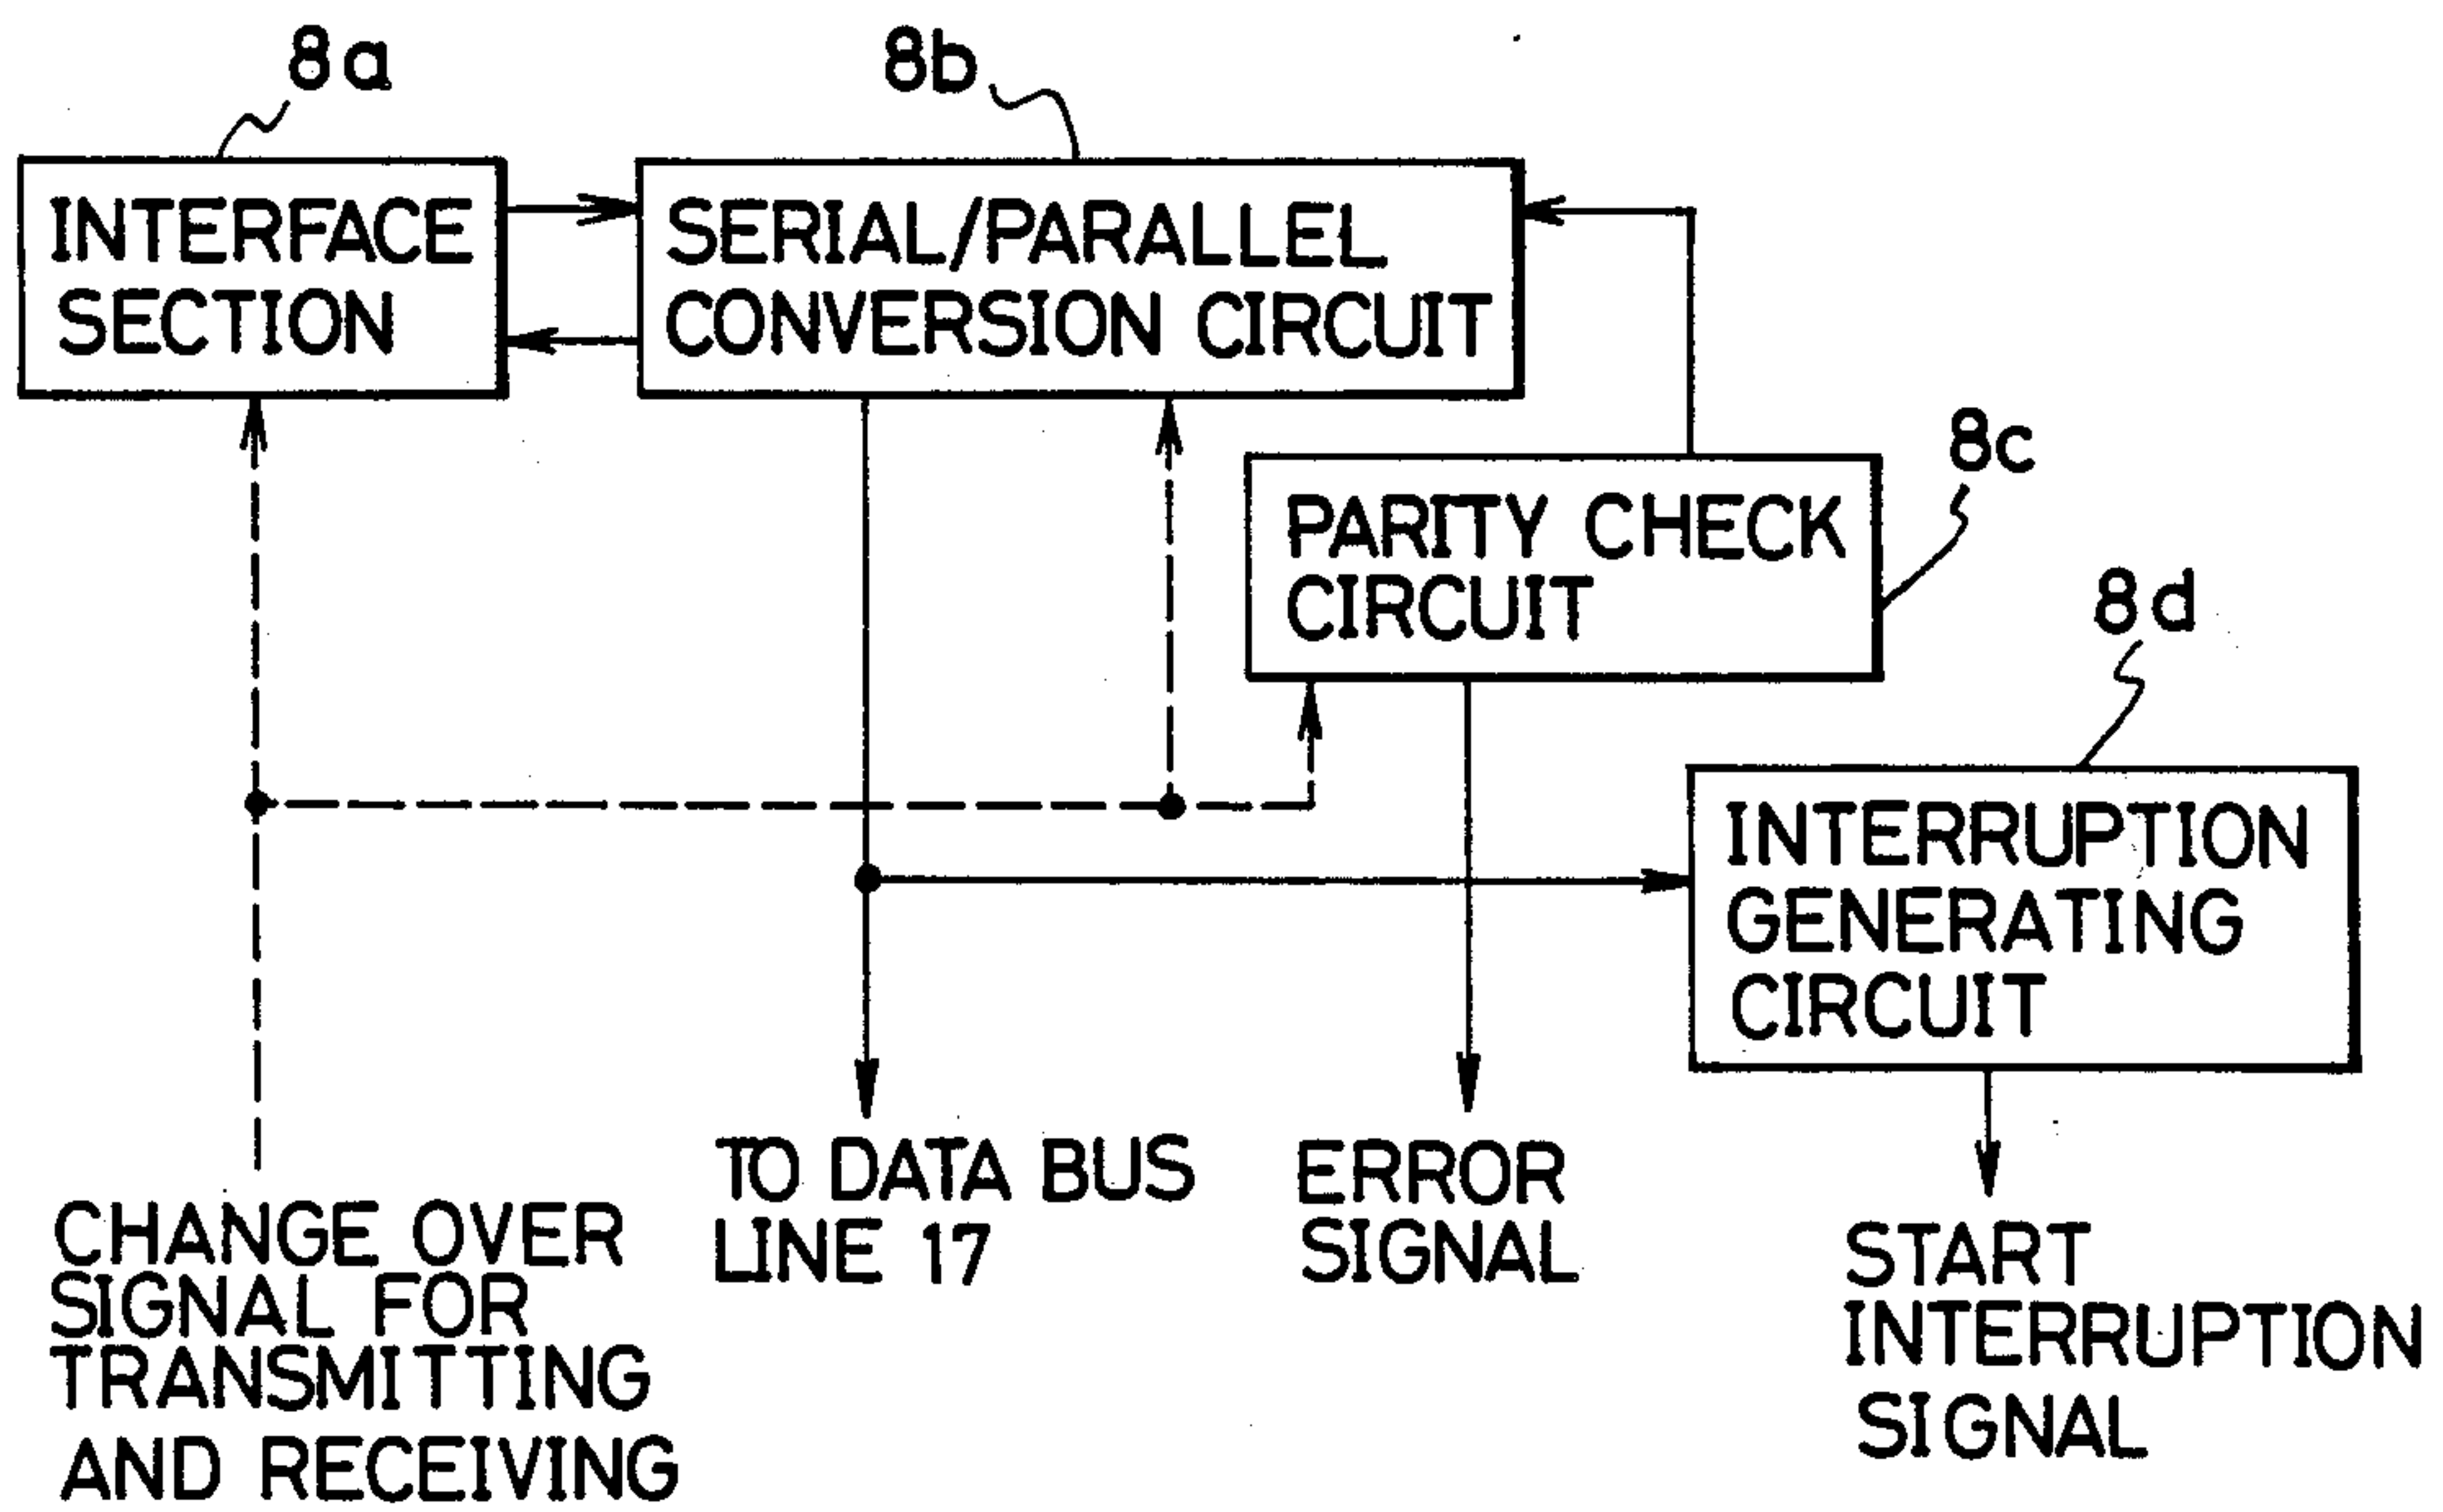 8a
8b
INTERFACE
SECTION
SERIAL/PARALLEL
CONVERSION CIRCUIT
8c
PARITY CHECK
CIRCUIT
8d
INTERRUPTION
GENERATING
CIRCUIT
CHANGE OVER
SIGNAL FOR
TRANSMITTING
AND RECEIVING
TO DATA BUS
LINE 17
ERROR
SIGNAL
START
INTERRUPTION
SIGNAL